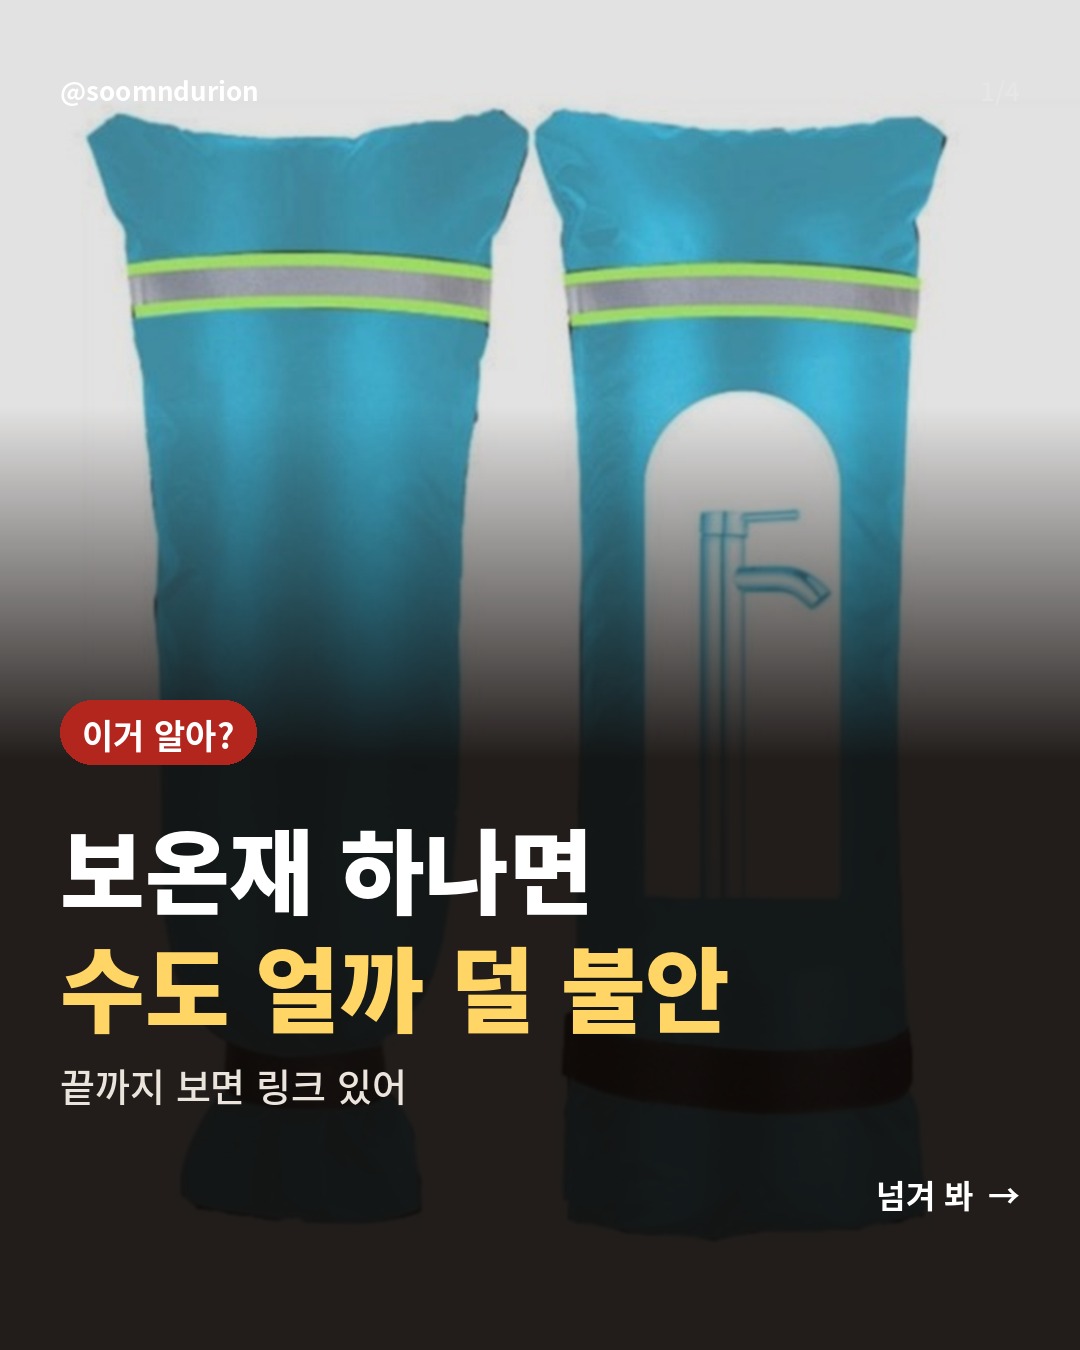 @soomndurion
1/4
이거 알아?
보온재 하나면
수도 얼까 덜 불안
끝까지 보면 링크 있어
넘겨 봐 →